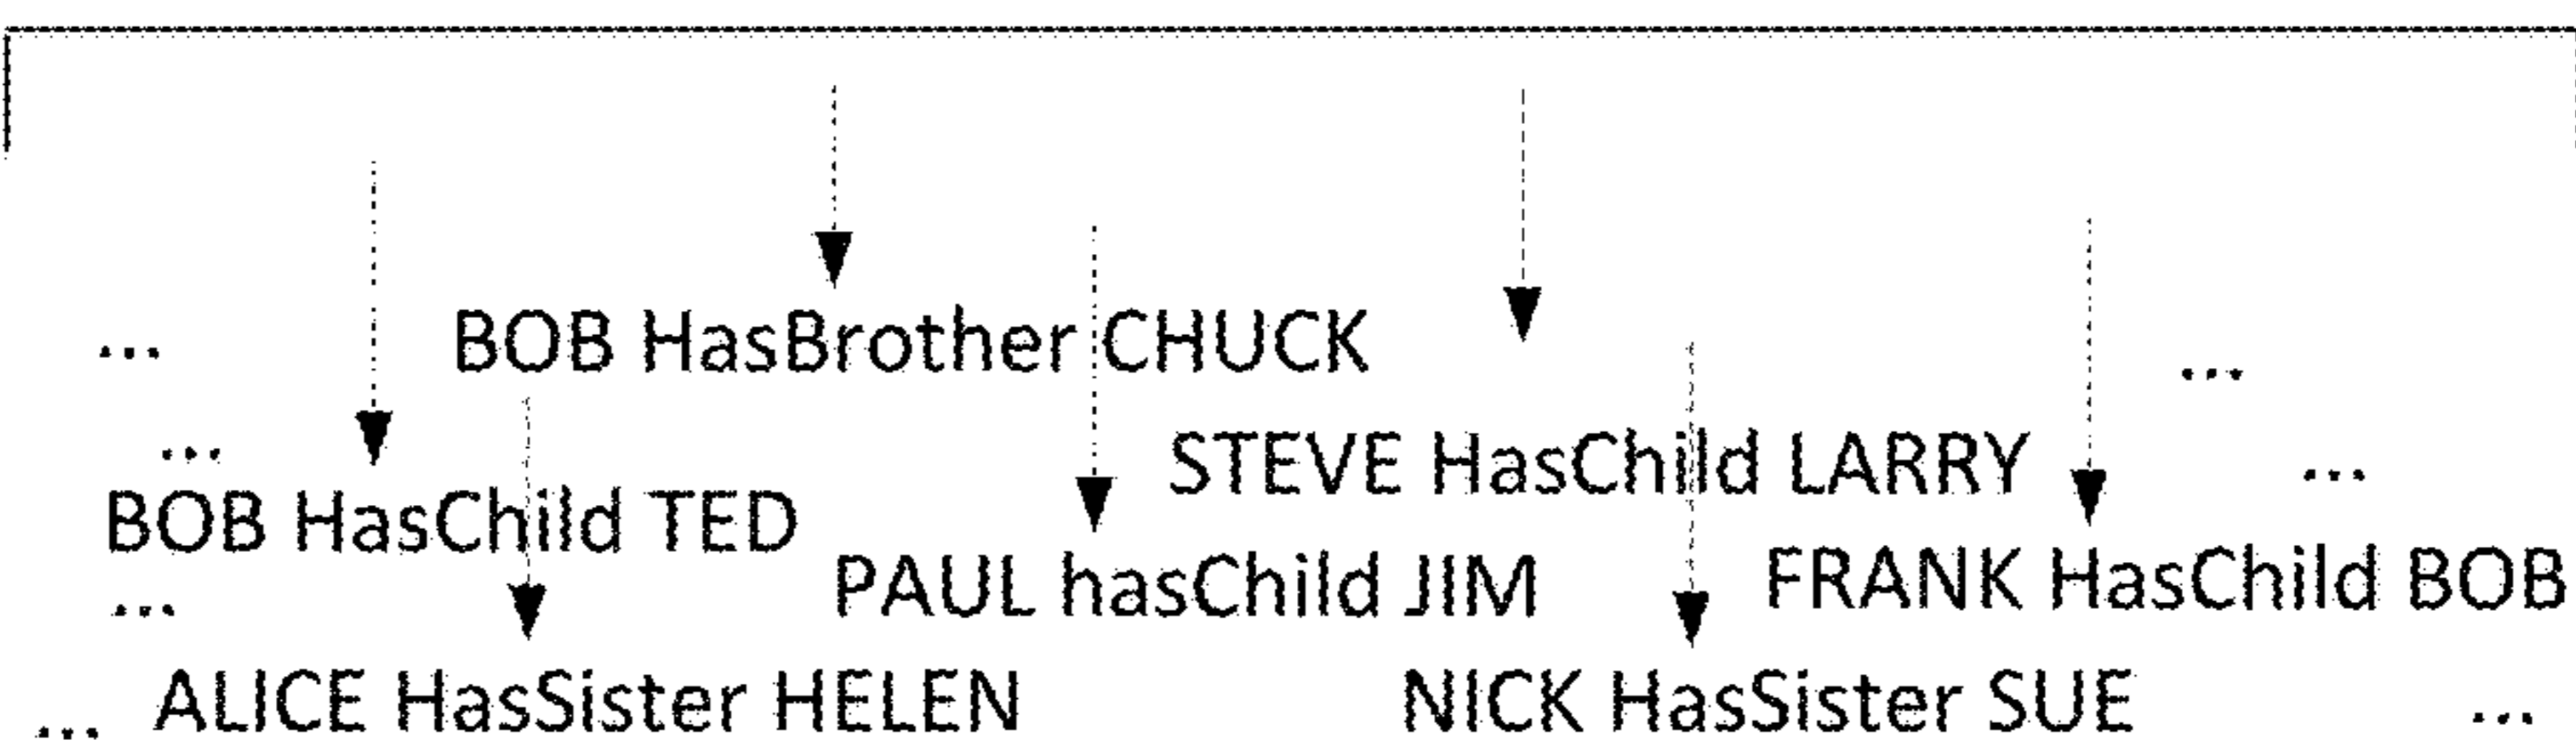 ... BOB HasBrother CHUCK ...
... STEVE HasChild LARRY ...
BOB HasChild TED
... PAUL hasChild JIM FRANK HasChild BOB
... ALICE HasSister HELEN NICK HasSister SUE ...